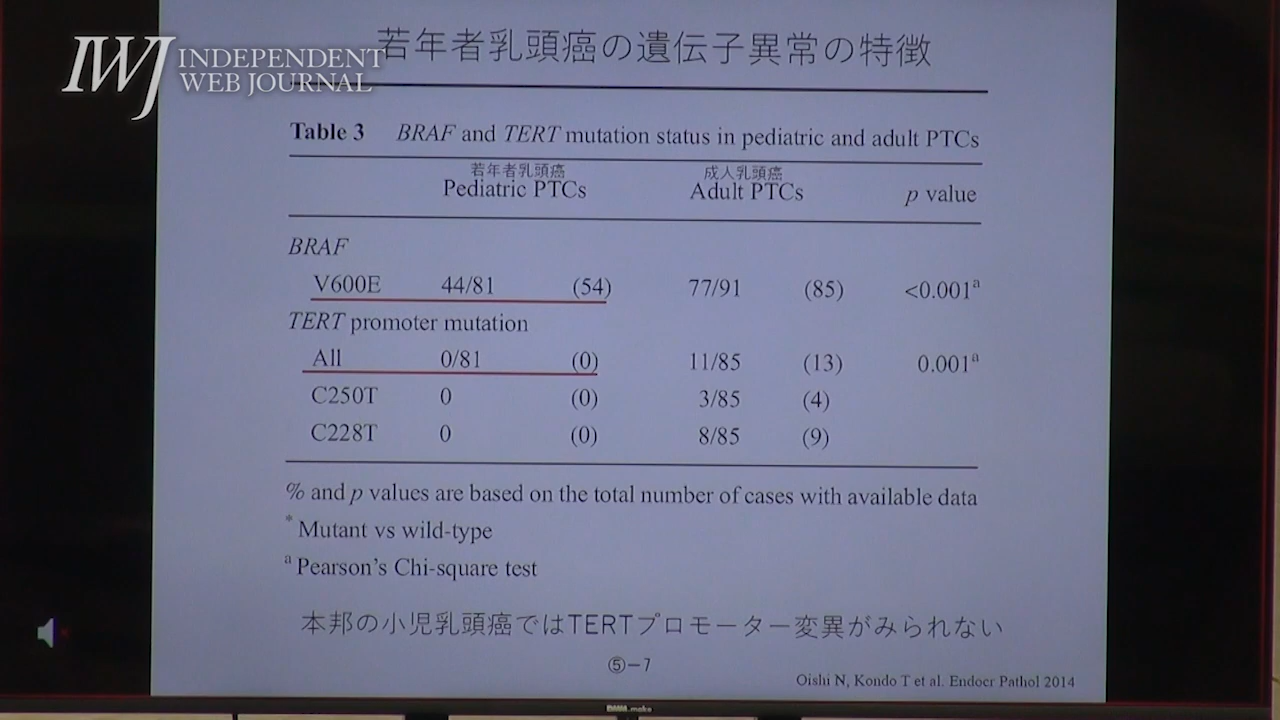 IWJ INDEPENDENT
WEB JOURNAL
若年者乳頭癌の遺伝子異常の特徴
Table 3 BRAF and TERT mutation status in pediatric and adult PTCs
若年者乳頭癌 成人乳頭癌
Pediatric PTCs Adult PTCs p value
BRAF
V600E 44/81 (54) 77/91 (85) <0.001a
TERT promoter mutation
All 0/81 (0) 11/85 (13) 0.001a
C250T 0 (0) 3/85 (4)
C228T 0 (0) 8/85 (9)
% and p values are based on the total number of cases with available data
* Mutant vs wild-type
a Pearson's Chi-square test
本邦の小児乳頭癌ではTERTプロモーター変異がみられない
⑤-7
Oishi N, Kondo T et al. Endocr Pathol 2014